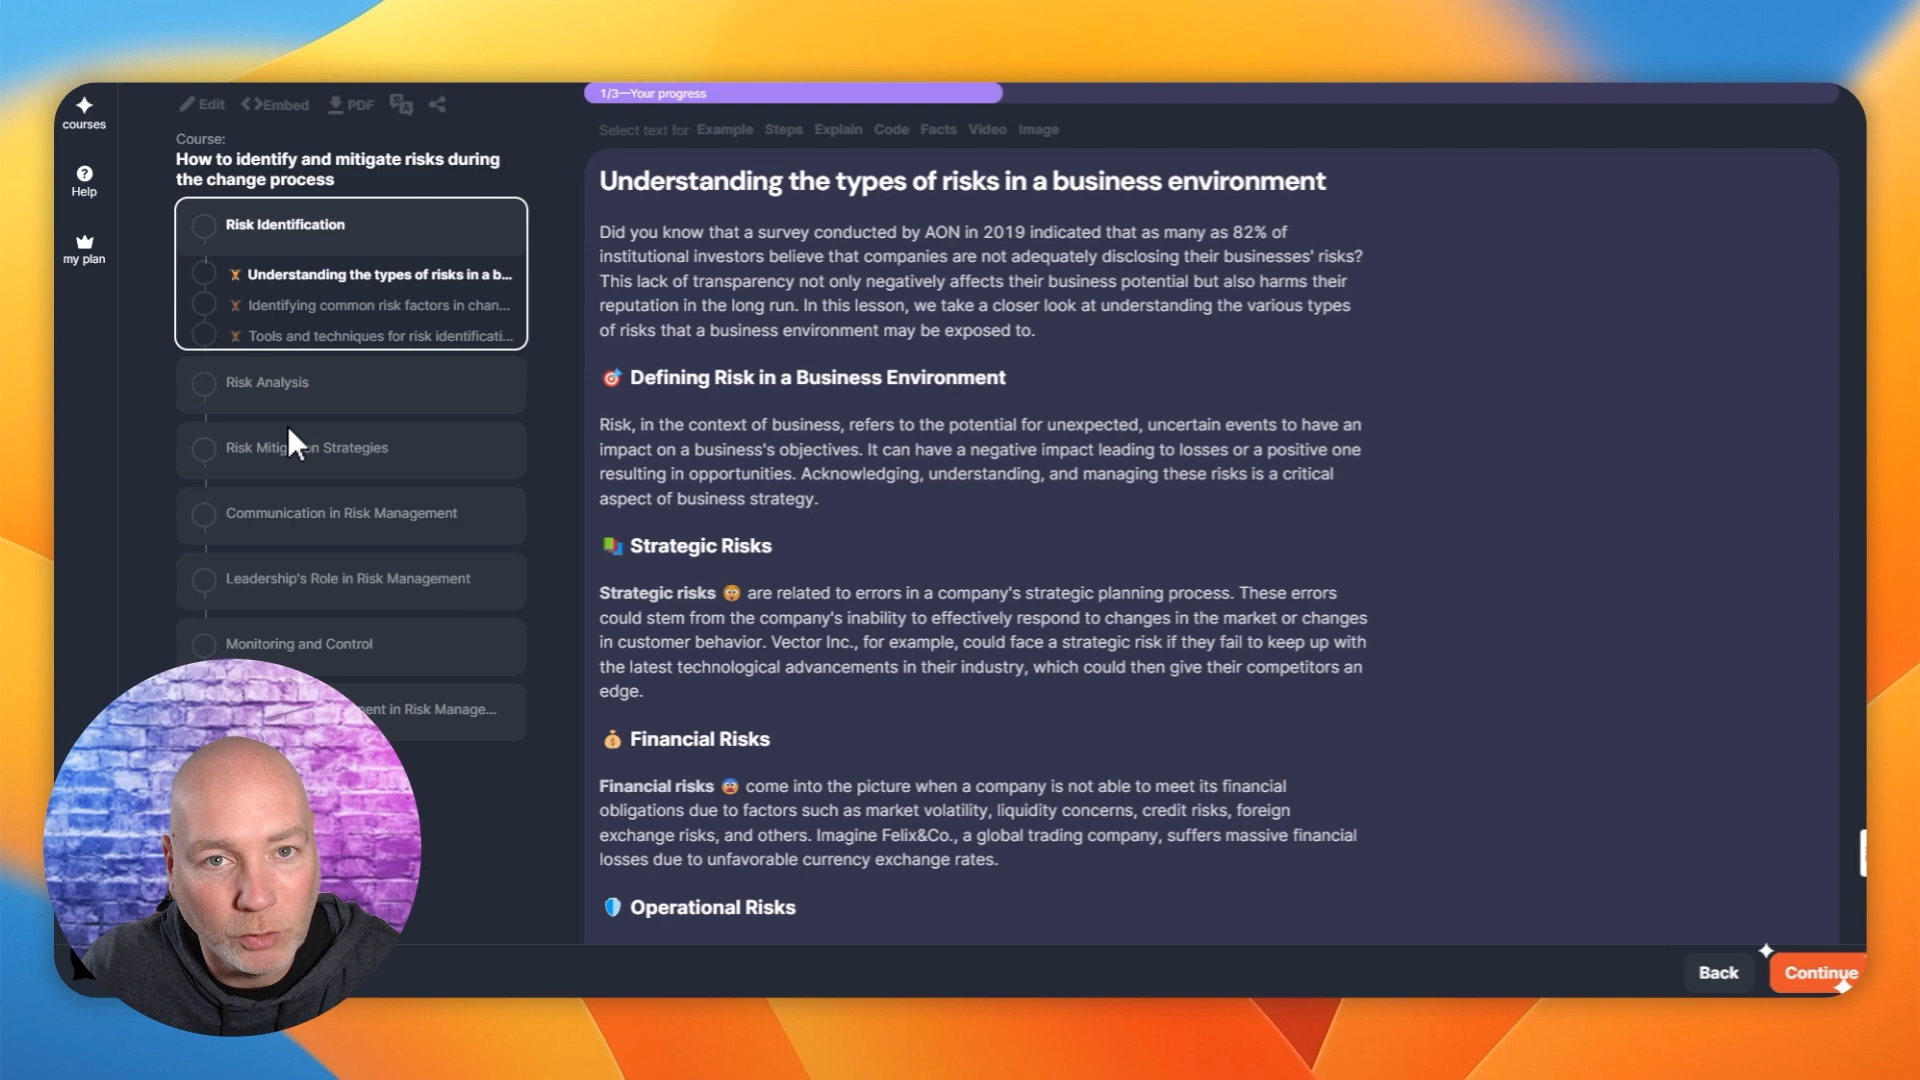 courses
Help
my plan
Edit
Embed
PDF
Course:
How to identify and mitigate risks during
the change process
Risk Identification
Understanding the types of risks in a b...
Identifying common risk factors in chan...
Tools and techniques for risk identificati...
Risk Analysis
Risk Strategies
Communication in Risk Management
Leadership's Role in Risk Management
Monitoring and Control
in Risk Manage...
1/3—Your progress
Select text for Example Steps Explain Code Facts Video Image
Understanding the types of risks in a business environment
Did you know that a survey conducted by AON in 2019 indicated that as many as 82% of
institutional investors believe that companies are not adequately disclosing their businesses' risks?
This lack of transparency not only negatively affects their business potential but also harms their
reputation in the long run. In this lesson, we take a closer look at understanding the various types
of risks that a business environment may be exposed to.
🎯 Defining Risk in a Business Environment
Risk, in the context of business, refers to the potential for unexpected, uncertain events to have an
impact on a business's objectives. It can have a negative impact leading to losses or a positive one
resulting in opportunities. Acknowledging, understanding, and managing these risks is a critical
aspect of business strategy.
Strategic Risks
Strategic risks are related to errors in a company's strategic planning process. These errors
could stem from the company's inability to effectively respond to changes in the market or changes
in customer behavior. Vector Inc., for example, could face a strategic risk if they fail to keep up with
the latest technological advancements in their industry, which could then give their competitors an
edge.
💰 Financial Risks
Financial risks come into the picture when a company is not able to meet its financial
obligations due to factors such as market volatility, liquidity concerns, credit risks, foreign
exchange risks, and others. Imagine Felix&Co., a global trading company, suffers massive financial
losses due to unfavorable currency exchange rates.
🛡 Operational Risks
Back
Continue